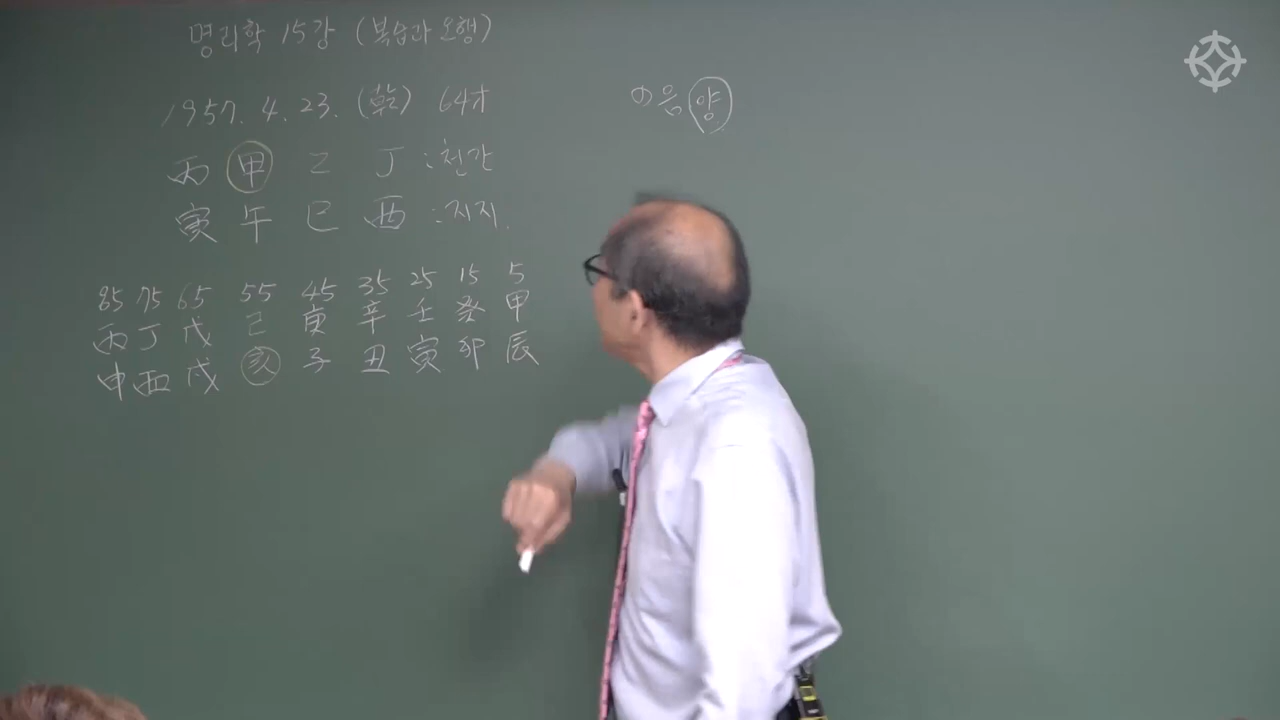 명리학 15강 (복습과 오행)
1957. 4. 23. (乾) 64才
丙 甲 乙 丁 : 천간
寅 午 巳 酉 : 지지.
85 75 65 55 45 35 25 15 5
丙 丁 戊 己 庚 辛 壬 癸 甲
申 酉 戌 亥 子 丑 寅 卯 辰
음 양